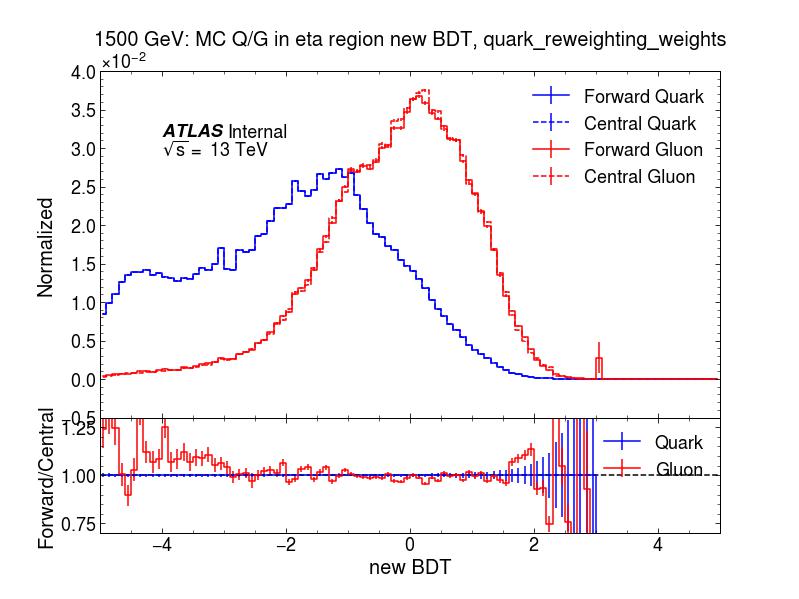 1500 GeV: MC Q/G in eta region new BDT, quark_reweighting_weights
×10−2
4.0
3.5
3.0
2.5
2.0
1.5
1.0
0.5
0.0
−0.5
Normalized
ATLAS Internal
√s = 13 TeV
Forward Quark
Central Quark
Forward Gluon
Central Gluon
1.25
1.00
0.75
Forward/Central
Quark
Gluon
−4 −2 0 2 4
new BDT